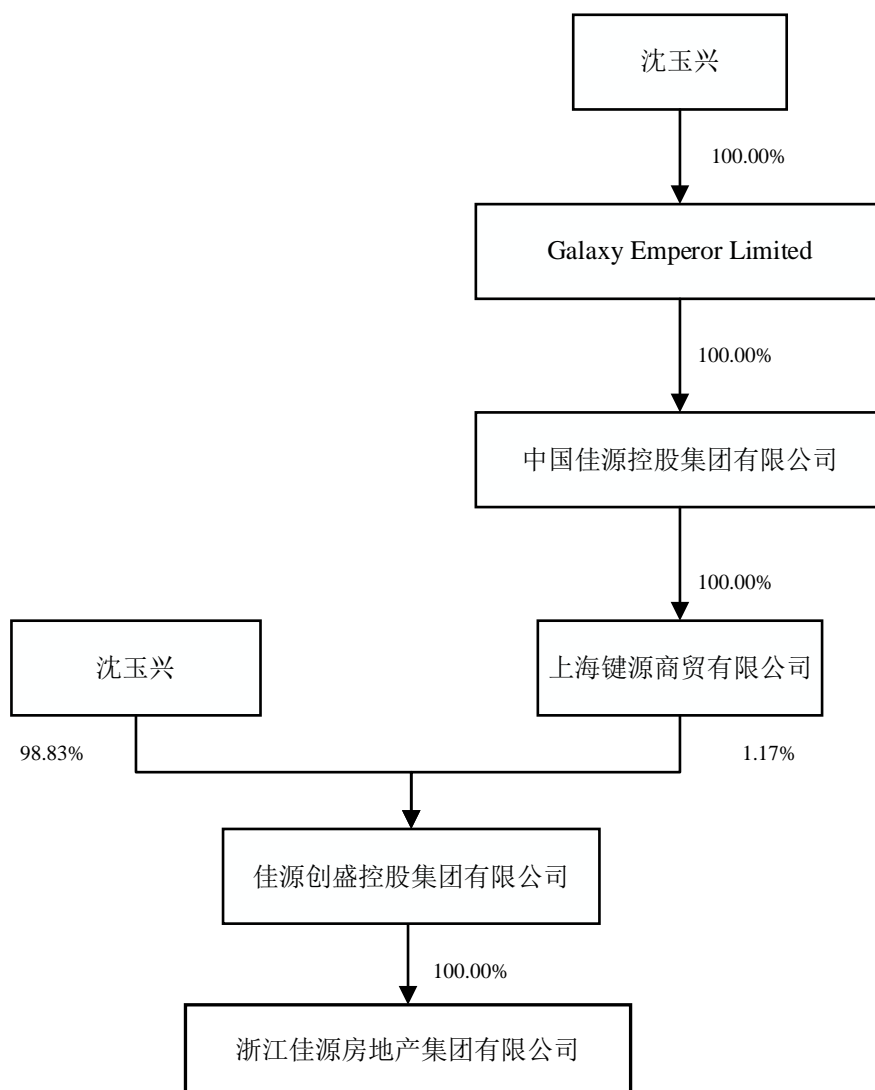 沈玉兴
100.00%
Galaxy Emperor Limited
100.00%
中国佳源控股集团有限公司
100.00%
沈玉兴
上海键源商贸有限公司
98.83%
1.17%
佳源创盛控股集团有限公司
100.00%
浙江佳源房地产集团有限公司